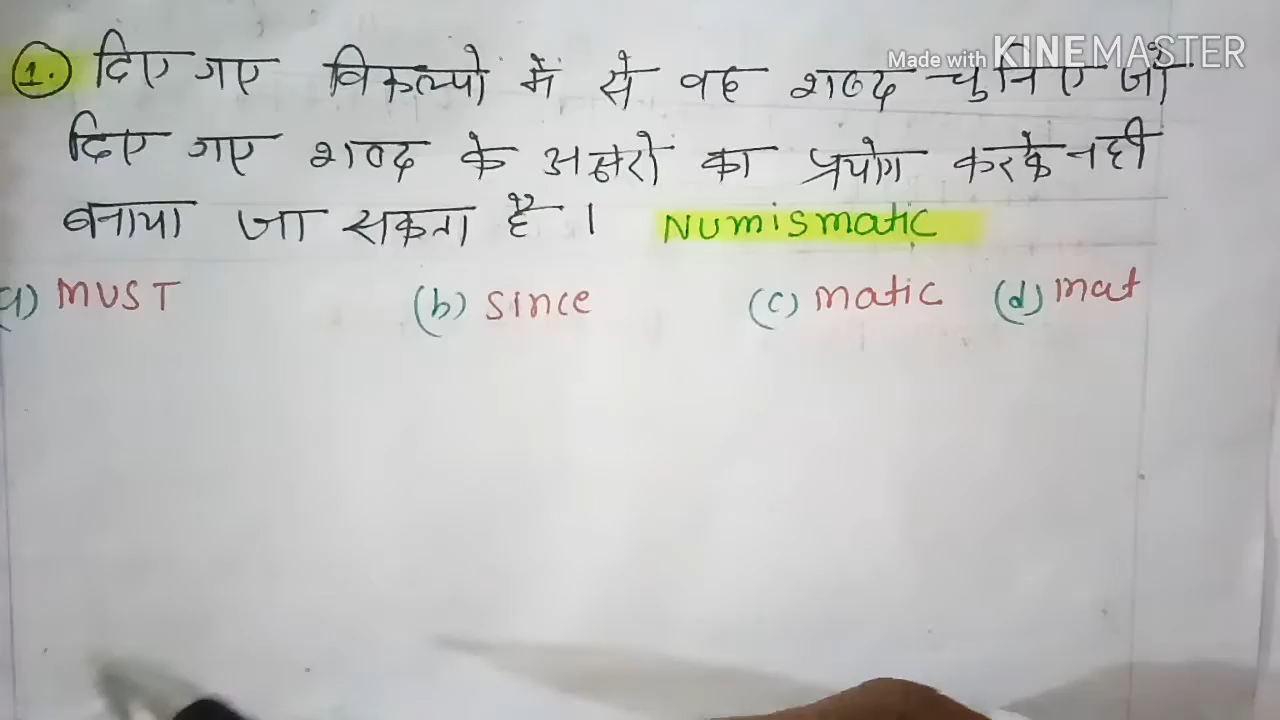 Made with KINEMASTER
1. दिए गए विकल्पो में से वह शब्द चुनिए जो
दिए गए शब्द के अक्षरों का प्रयोग करके नही
बनाया जा सकता है । Numismatic
(a) MUST (b) since (c) matic (d) mat